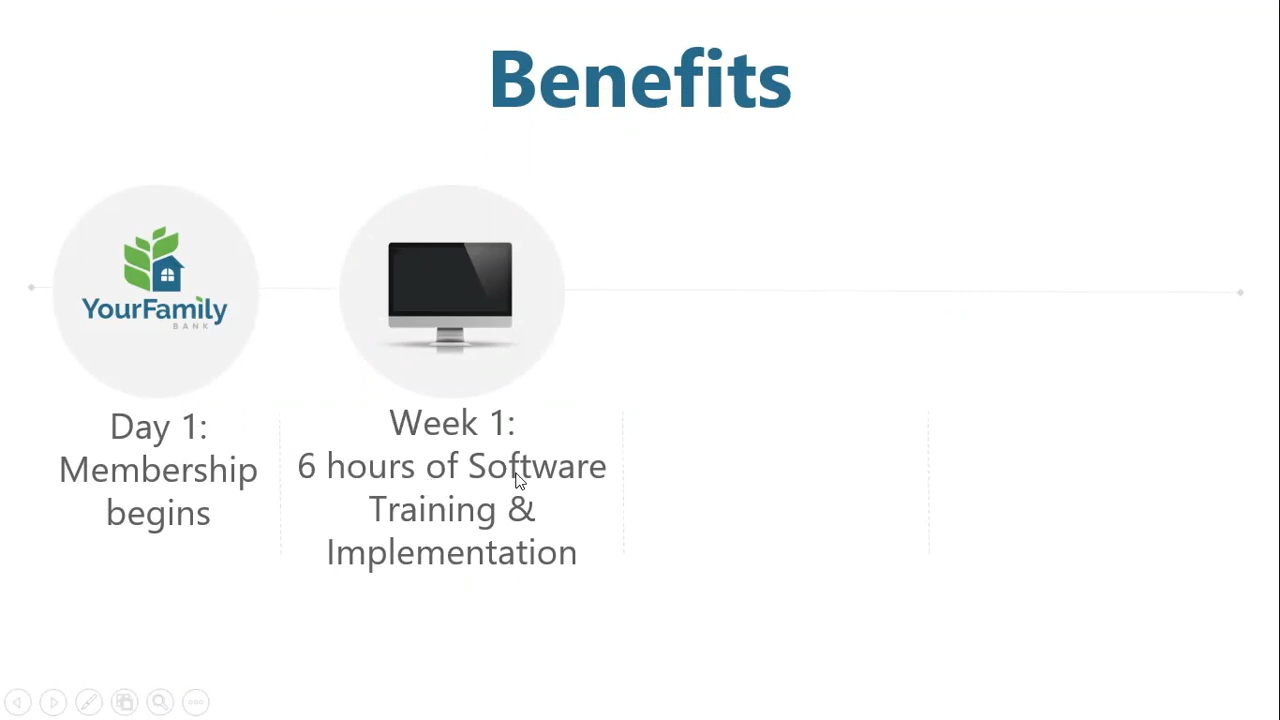 Benefits
YourFamily
BANK
Day 1:
Membership
begins
Week 1:
6 hours of Software
Training &
Implementation